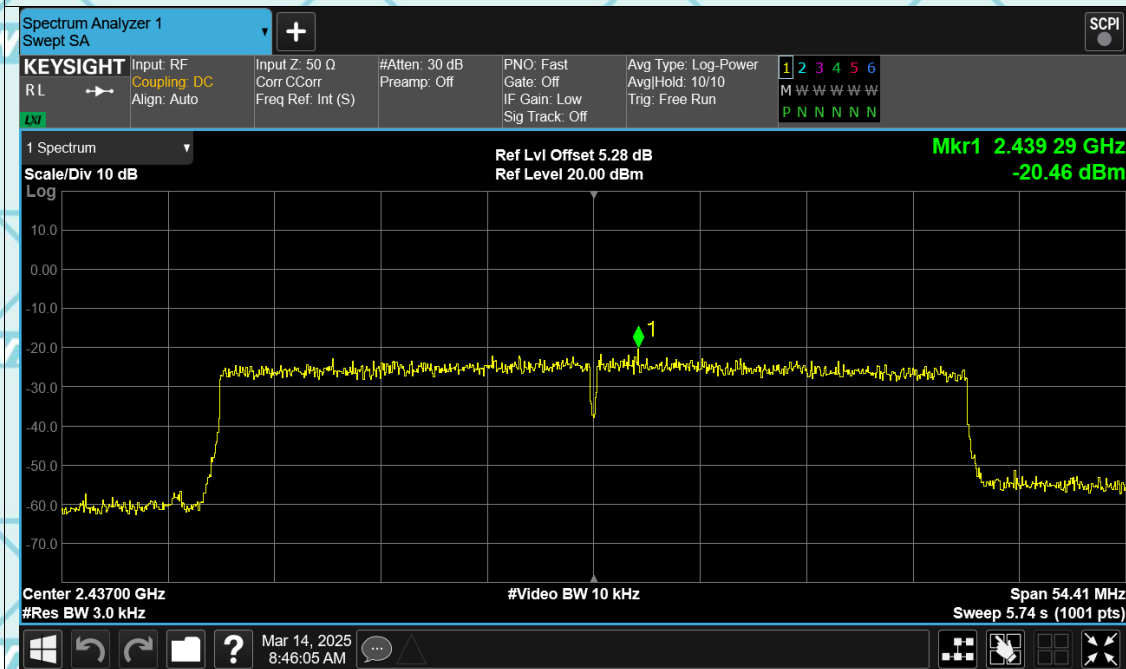 Spectrum Analyzer 1
Swept SA
+
SCPI
KEYSIGHT
RL
LXI
Input: RF
Coupling: DC
Align: Auto
Input Z: 50 Ω
Corr CCorr
Freq Ref: Int (S)
#Atten: 30 dB
Preamp: Off
PNO: Fast
Gate: Off
IF Gain: Low
Sig Track: Off
Avg Type: Log-Power
Avg|Hold: 10/10
Trig: Free Run
1 2 3 4 5 6
M W W W W W
P N N N N N
1 Spectrum
Scale/Div 10 dB
Ref Lvl Offset 5.28 dB
Ref Level 20.00 dBm
Mkr1 2.439 29 GHz
-20.46 dBm
Log
10.0
0.00
-10.0
-20.0
-30.0
-40.0
-50.0
-60.0
-70.0
1
Center 2.43700 GHz
#Res BW 3.0 kHz
#Video BW 10 kHz
Span 54.41 MHz
Sweep 5.74 s (1001 pts)
?
Mar 14, 2025
8:46:05 AM